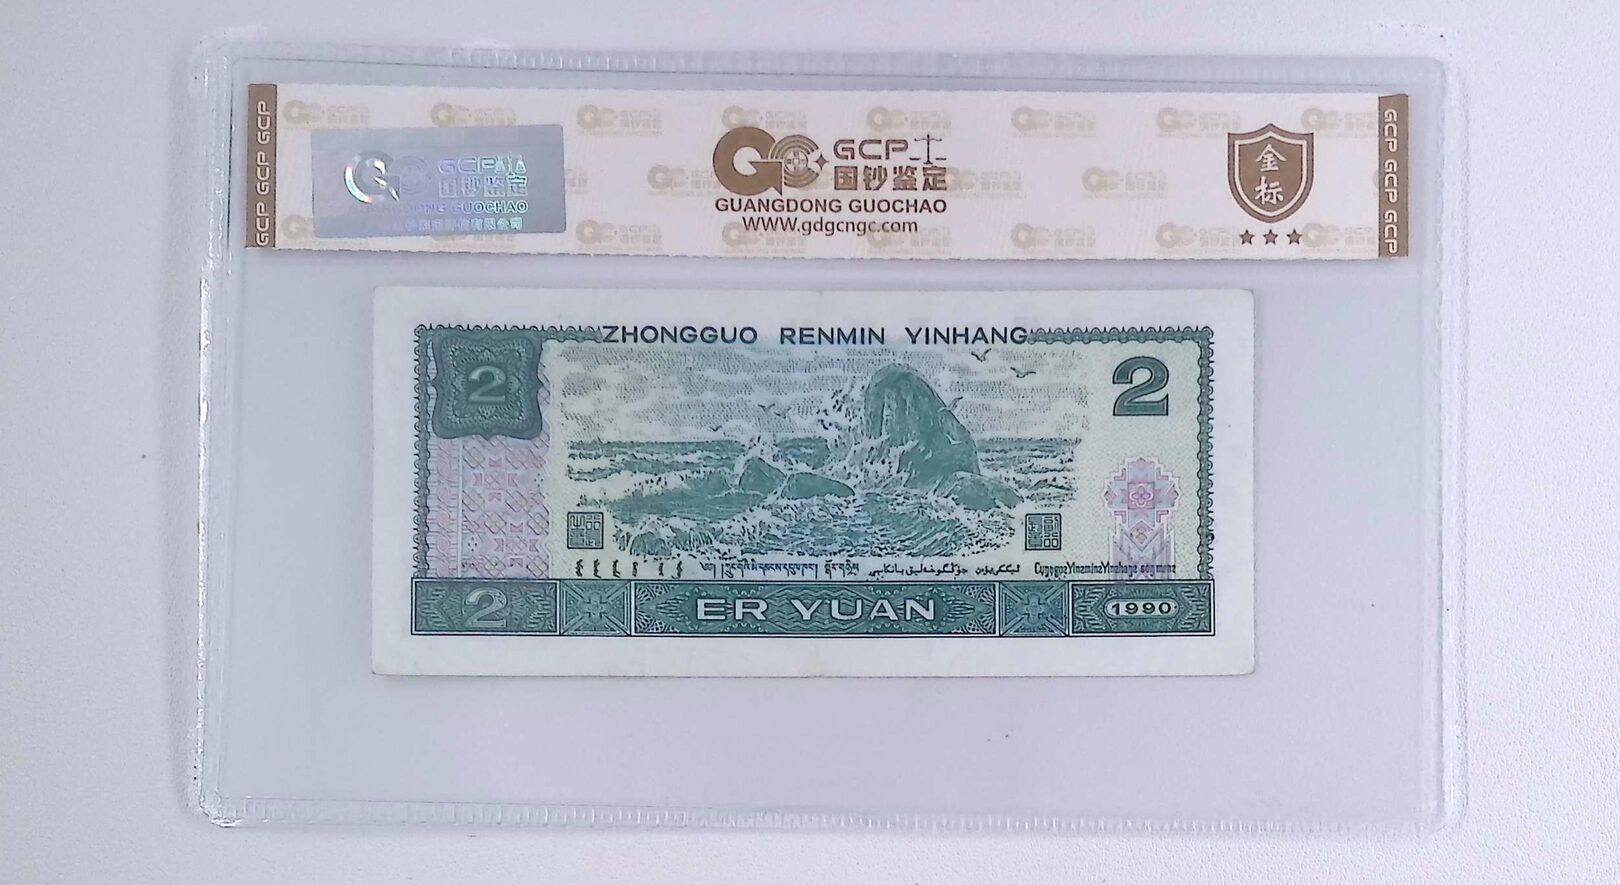 GCP GCP GCP
GCP
国钞鉴定
GUANGDONG GUOCHAO
GCP
国钞鉴定
GUANGDONG GUOCHAO
WWW.gdgcngc.com
金标
GCP GCP GCP
ZHONGGUO RENMIN YINHANG
2
2
2
ER YUAN
1990